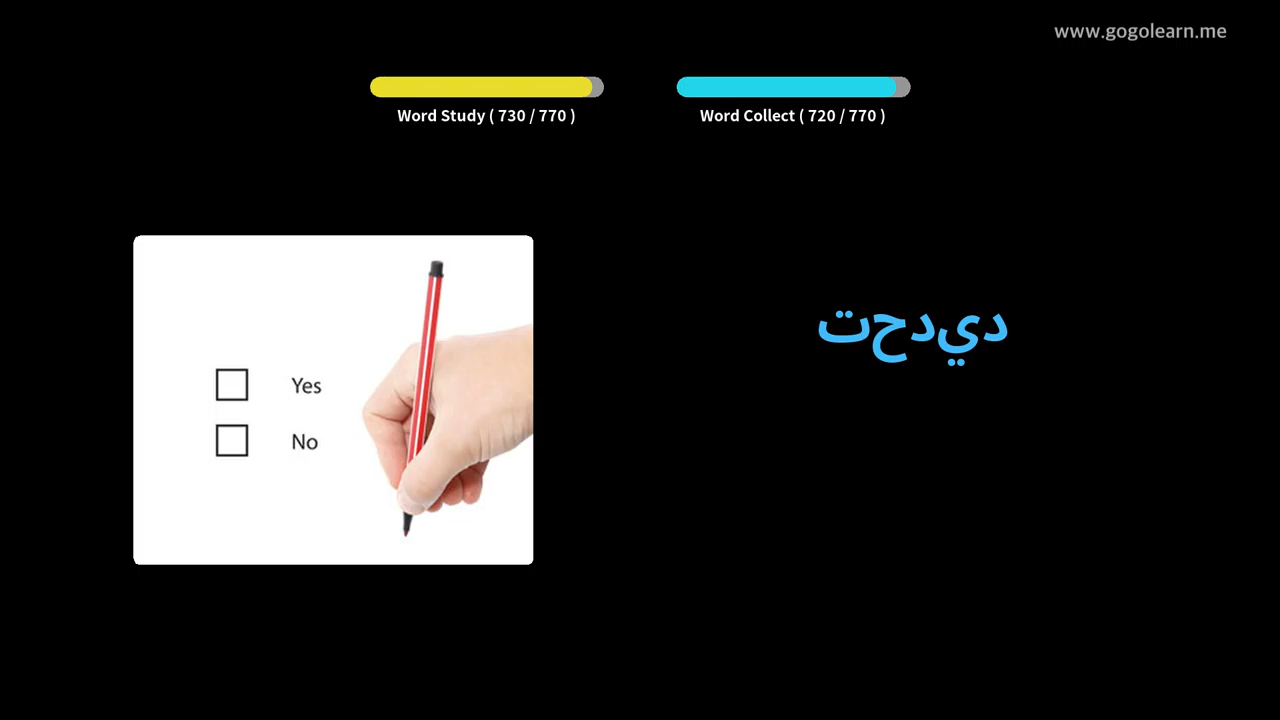 www.gogolearn.me
Word Study ( 730 / 770 )
Word Collect ( 720 / 770 )
تحديد
Yes
No